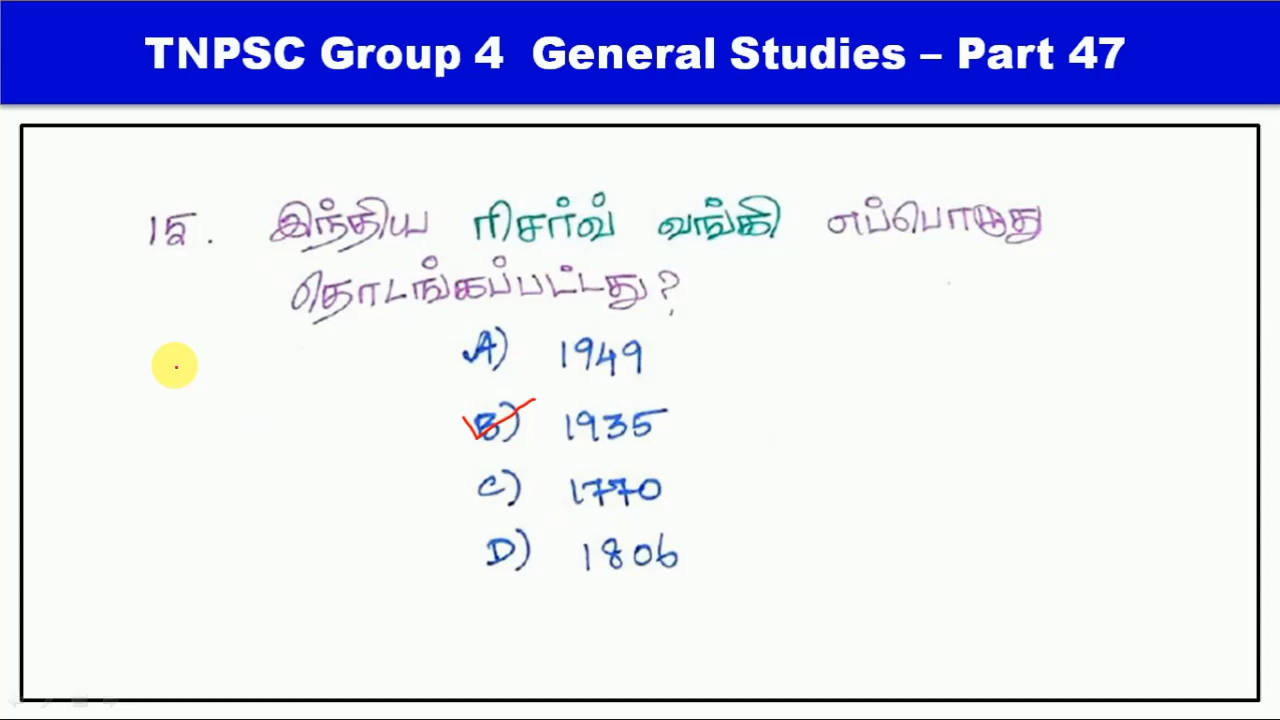 TNPSC Group 4 General Studies – Part 47
15. இந்திய ரிசர்வ் வங்கி எப்பொழுது
தொடங்கப்பட்டது?
A) 1949
B) 1935
C) 1770
D) 1806